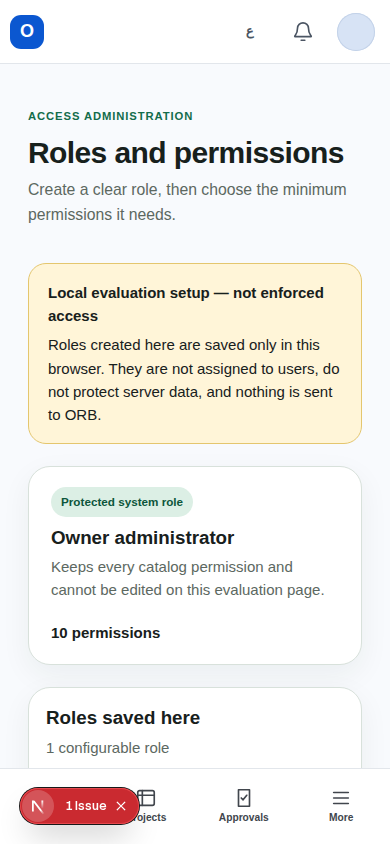 O
ع
ACCESS ADMINISTRATION
Roles and permissions
Create a clear role, then choose the minimum
permissions it needs.
Local evaluation setup — not enforced
access
Roles created here are saved only in this
browser. They are not assigned to users, do
not protect server data, and nothing is sent
to ORB.
Protected system role
Owner administrator
Keeps every catalog permission and
cannot be edited on this evaluation page.
10 permissions
Roles saved here
1 configurable role
N 1 Issue
rojects
Approvals
More